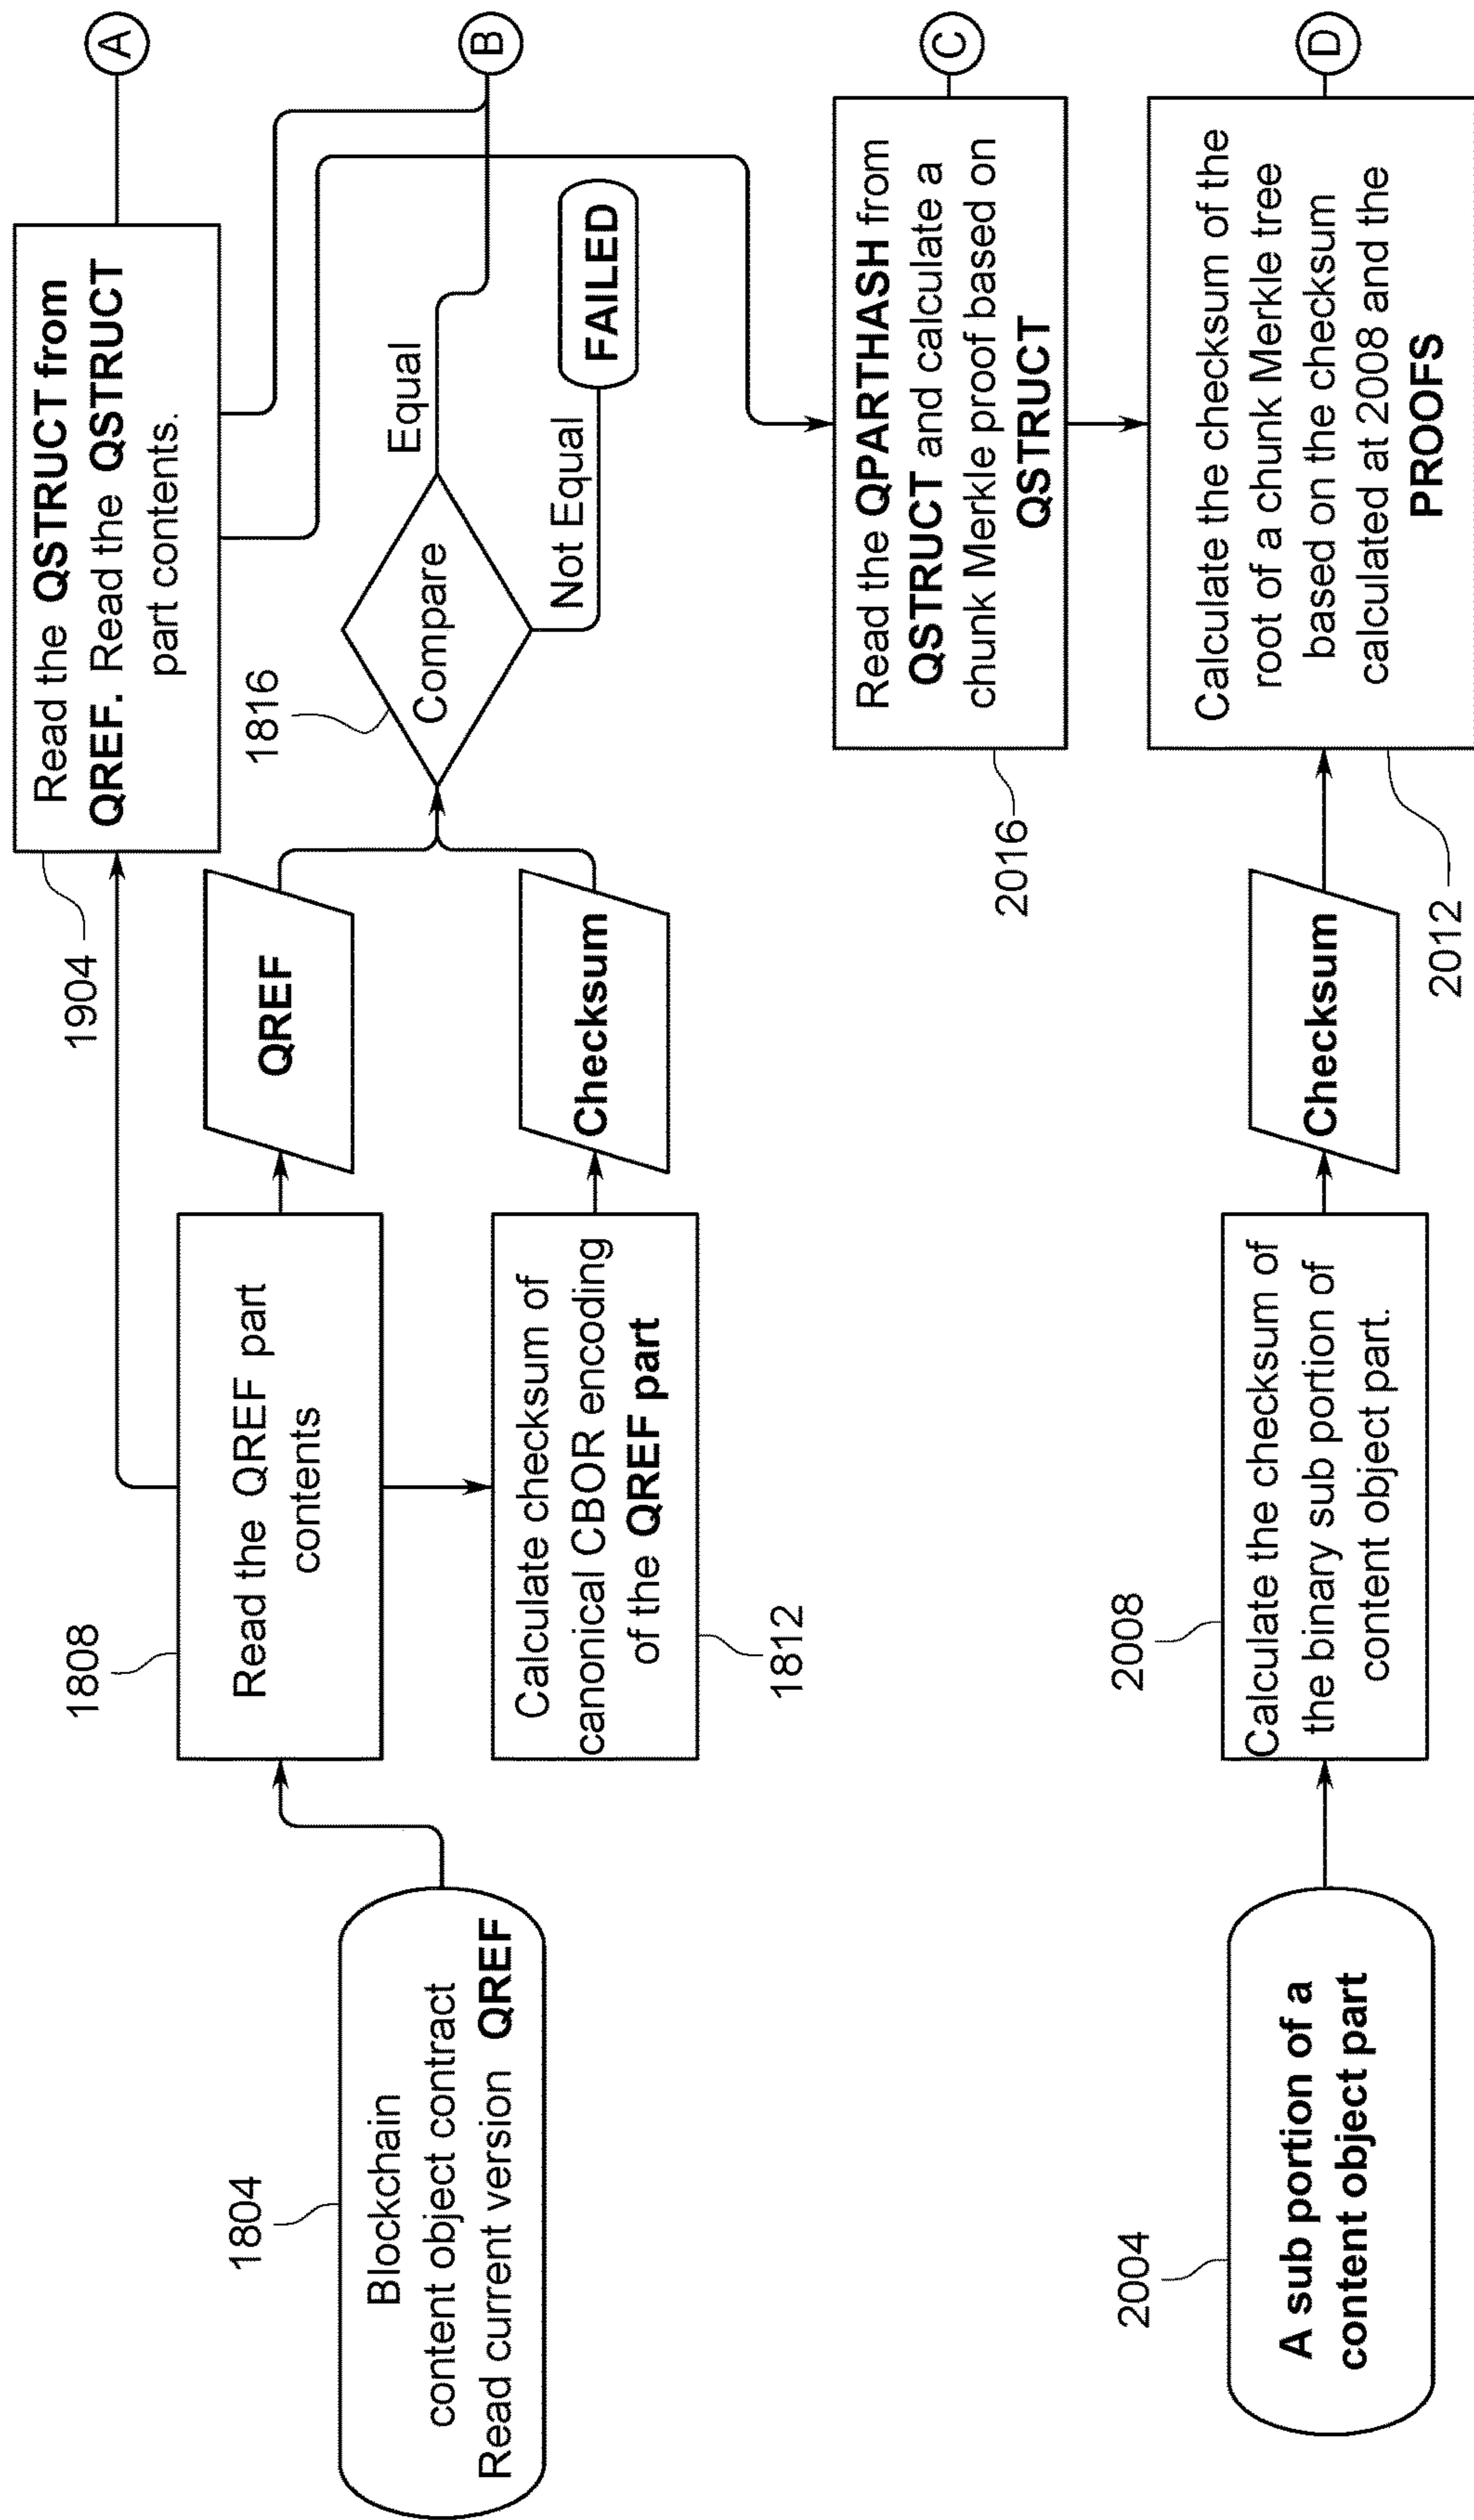 1804
Blockchain
content object contract
Read current version QREF
1808
Read the QREF part
contents
1812
Calculate checksum of
canonical CBOR encoding
of the QREF part
QREF
Checksum
1904
Read the QSTRUCT from
QREF. Read the QSTRUCT
part contents.
1816
Compare
Equal
Not Equal
FAILED
A
B
2016
Read the QPARTHASH from
QSTRUCT and calculate a
chunk Merkle proof based on
QSTRUCT
C
2004
A sub portion of a
content object part
2008
Calculate the checksum of
the binary sub portion of
content object part.
Checksum
2012
Calculate the checksum of the
root of a chunk Merkle tree
based on the checksum
calculated at 2008 and the
PROOFS
D